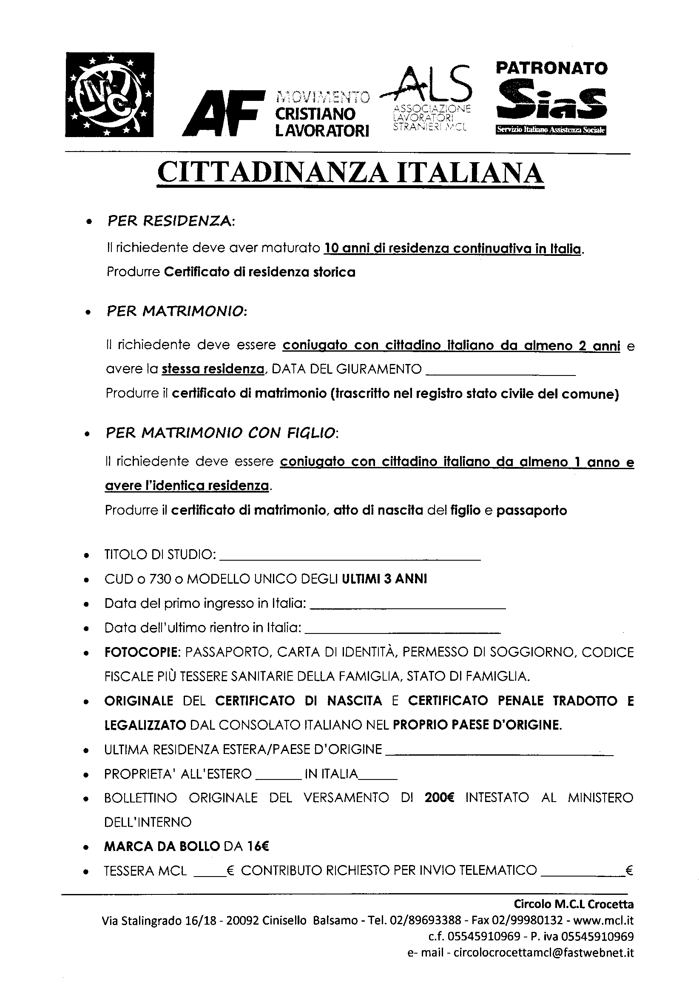 MC
AF
MOVIMENTO
CRISTIANO
LAVORATORI
ALS
ASSOCIAZIONE
LAVORATORI
STRANIERI MCL
PATRONATO
SiaS
Servizio Italiano Assistenza Sociale
CITTADINANZA ITALIANA
• PER RESIDENZA:
Il richiedente deve aver maturato 10 anni di residenza continuativa in Italia.
Produrre Certificato di residenza storica
• PER MATRIMONIO:
Il richiedente deve essere coniugato con cittadino italiano da almeno 2 anni e
avere la stessa residenza, DATA DEL GIURAMENTO ____________________
Produrre il certificato di matrimonio (trascritto nel registro stato civile del comune)
• PER MATRIMONIO CON FIGLIO:
Il richiedente deve essere coniugato con cittadino italiano da almeno 1 anno e
avere l'identica residenza.
Produrre il certificato di matrimonio, atto di nascita del figlio e passaporto
• TITOLO DI STUDIO: ____________________
• CUD o 730 o MODELLO UNICO DEGLI ULTIMI 3 ANNI
• Data del primo ingresso in Italia: ____________________
• Data dell'ultimo rientro in Italia: ____________________
• FOTOCOPIE: PASSAPORTO, CARTA DI IDENTITÀ, PERMESSO DI SOGGIORNO, CODICE
FISCALE PIÙ TESSERE SANITARIE DELLA FAMIGLIA, STATO DI FAMIGLIA.
• ORIGINALE DEL CERTIFICATO DI NASCITA E CERTIFICATO PENALE TRADOTTO E
LEGALIZZATO DAL CONSOLATO ITALIANO NEL PROPRIO PAESE D'ORIGINE.
• ULTIMA RESIDENZA ESTERA/PAESE D'ORIGINE ____________________
• PROPRIETA' ALL'ESTERO ______ IN ITALIA_____
• BOLLETTINO ORIGINALE DEL VERSAMENTO DI 200€ INTESTATO AL MINISTERO
DELL'INTERNO
• MARCA DA BOLLO DA 16€
• TESSERA MCL ____€ CONTRIBUTO RICHIESTO PER INVIO TELEMATICO __________€
Circolo M.C.L Crocetta
Via Stalingrado 16/18 - 20092 Cinisello Balsamo - Tel. 02/89693388 - Fax 02/99980132 - www.mcl.it
c.f. 05545910969 - P. iva 05545910969
e- mail - circolocrocettamcl@fastwebnet.it